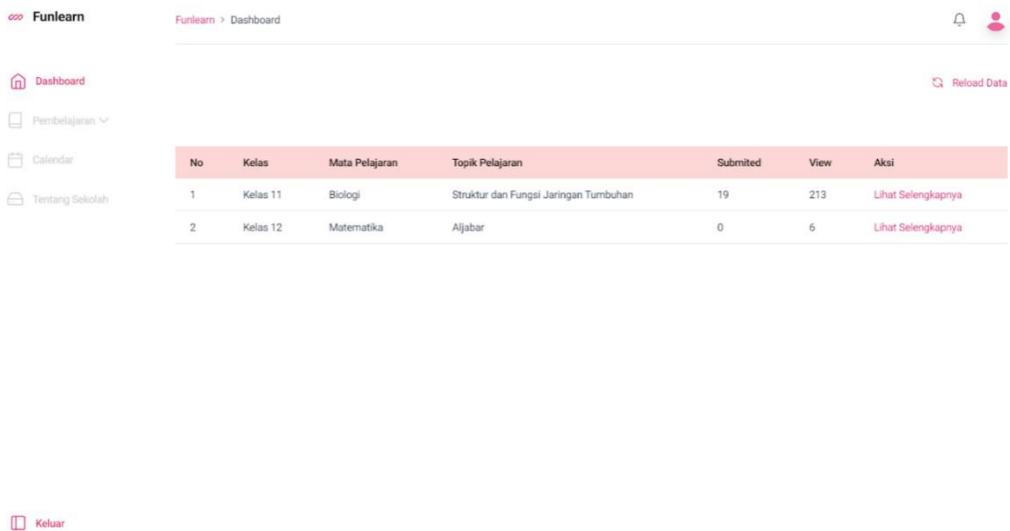 Funlearn
Funlearn > Dashboard
Dashboard
Reload Data
Pembelajaran
Calendar
Tentang Sekolah
No Kelas Mata Pelajaran Topik Pelajaran Submited View Aksi
1 Kelas 11 Biologi Struktur dan Fungsi Jaringan Tumbuhan 19 213 Lihat Selengkapnya
2 Kelas 12 Matematika Aljabar 0 6 Lihat Selengkapnya
Keluar